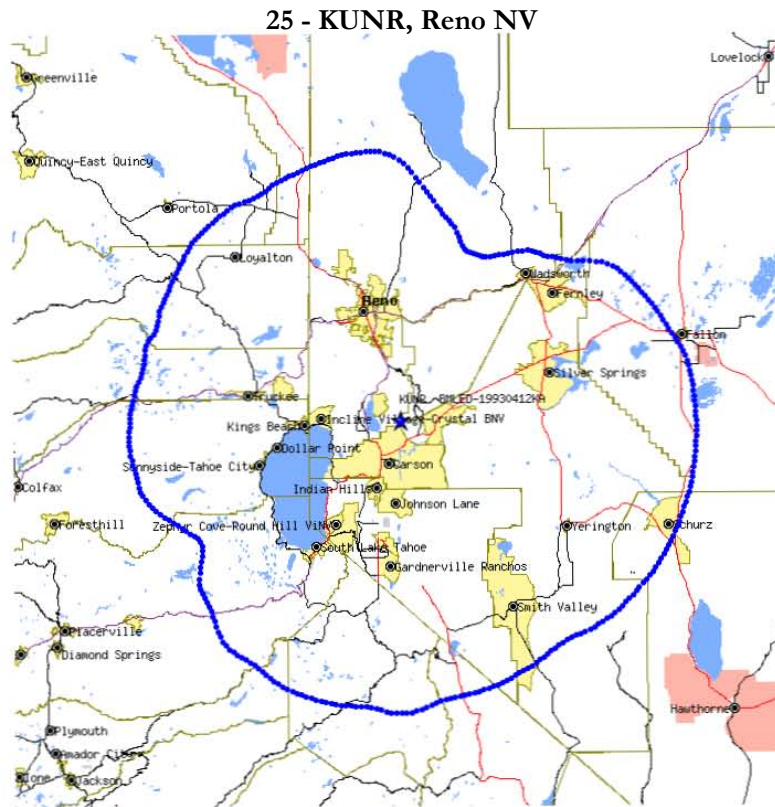 25 - KUNR, Reno NV
Lovelock
Greenville
Quincy-East Quincy
Portola
Loyalton
Wadsworth
Fernley
Reno
Fallon
Silver Springs
Truckee
KUNR
Incline Village-Crystal BNV
Kings Beach
Dollar Point
Sunnyside-Tahoe City
Carson
Colfax
Indian Hills
Johnson Lane
Foresthill
Zephyr Cove-Round Hill ViNV
Yerington
Schurz
South Lake Tahoe
Gardnerville Ranchos
Smith Valley
Placerville
Diamond Springs
Hawthorne
Plymouth
Amador City
Ione
Jackson